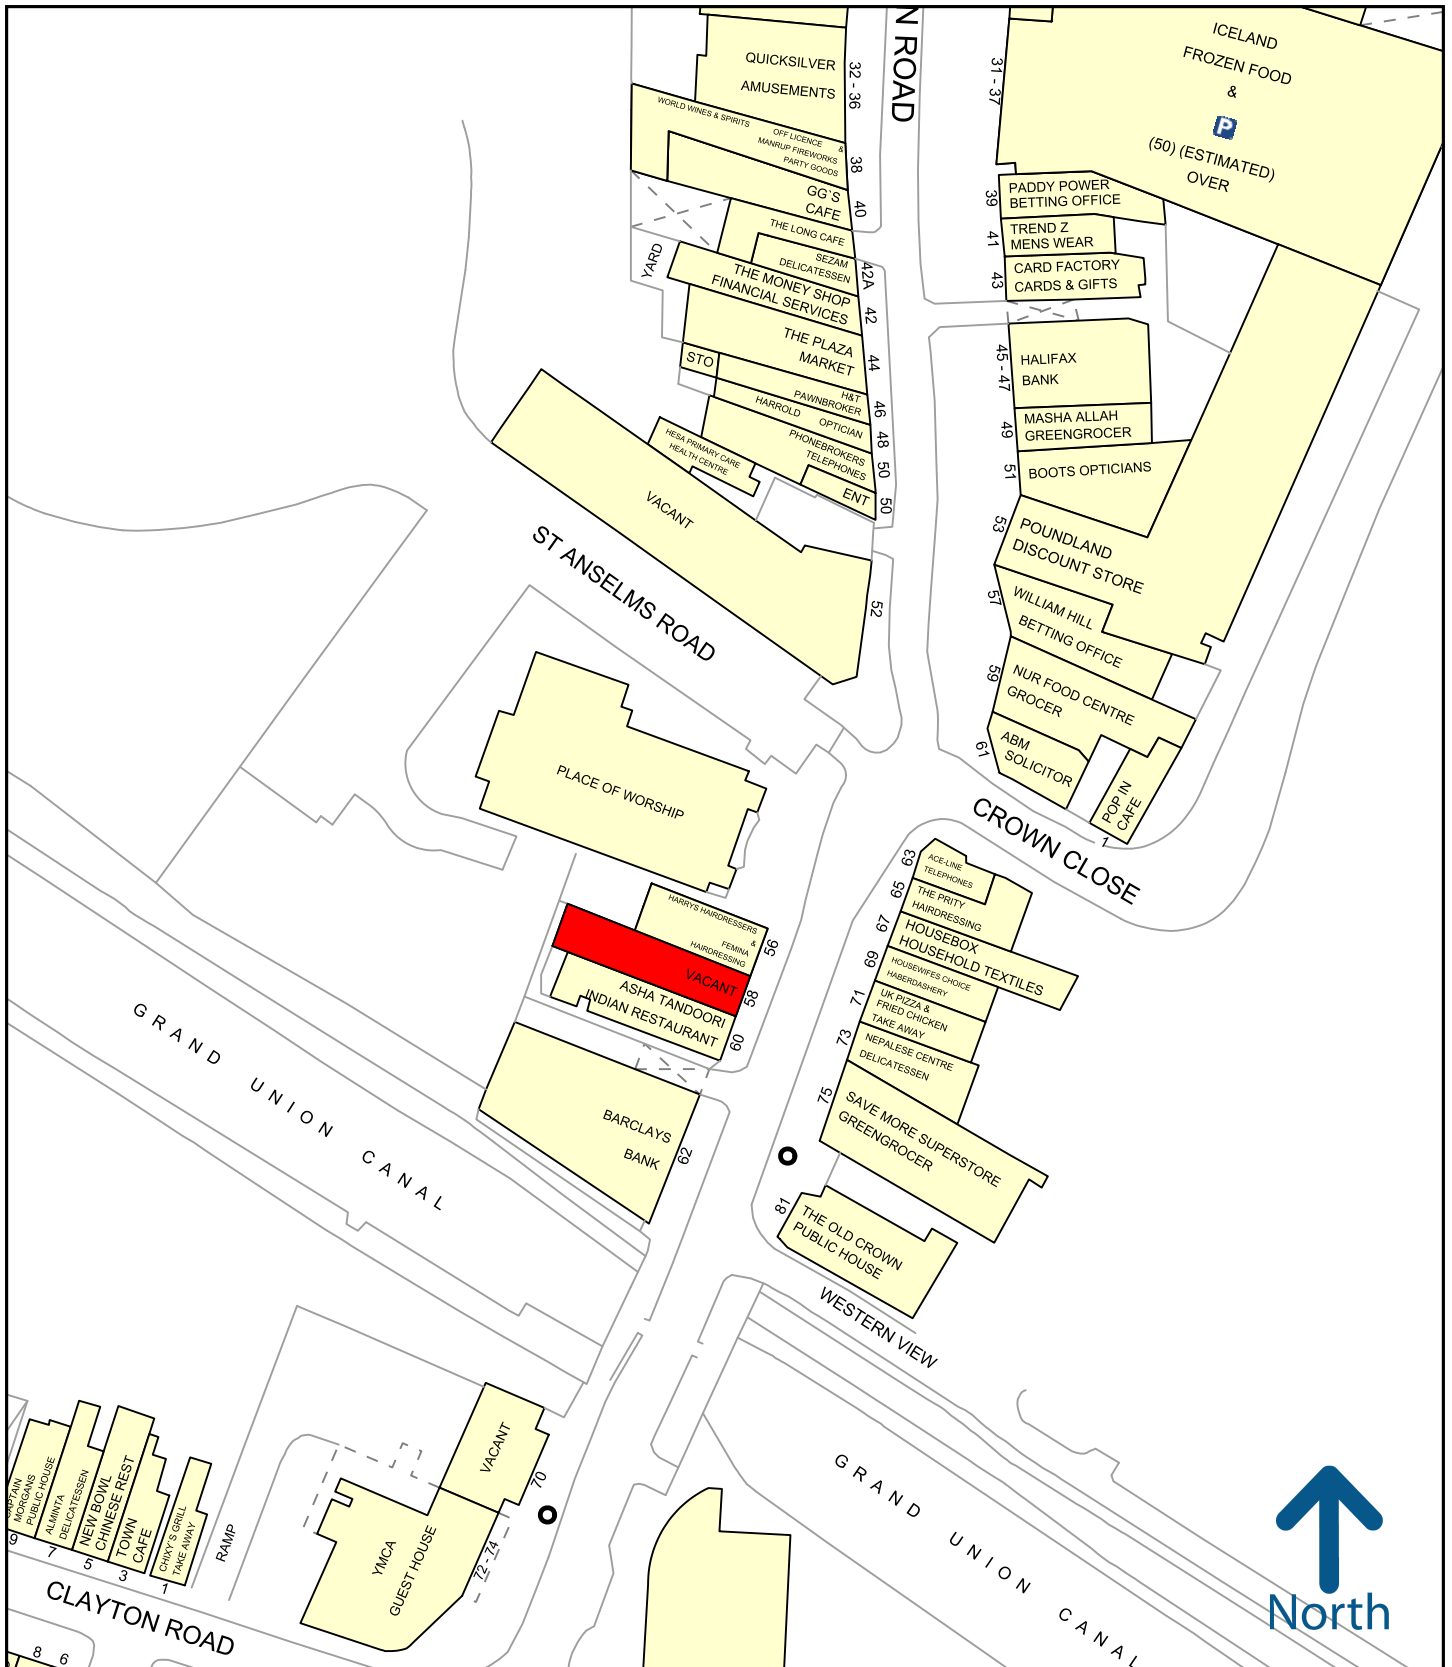 N ROAD
QUICKSILVER
AMUSEMENTS
32 - 36
WORLD WINES & SPIRITS
OFF LICENCE
&
MANRUP FIREWORKS
PARTY GOODS
38
GG`S
CAFE
40
THE LONG CAFE
SEZAM
DELICATESSEN
42A
YARD
THE MONEY SHOP
FINANCIAL SERVICES
42
THE PLAZA
MARKET
44
STO
H&T
PAWNBROKER
46
HARROLD OPTICIAN
48
PHONEBROKERS
TELEPHONES
50
ENT
50
HESA PRIMARY CARE
HEALTH CENTRE
VACANT
52
ST ANSELMS ROAD
ICELAND
FROZEN FOOD
&
P
(50) (ESTIMATED)
OVER
31 - 37
PADDY POWER
BETTING OFFICE
39
TREND Z
MENS WEAR
41
CARD FACTORY
CARDS & GIFTS
43
HALIFAX
BANK
45 - 47
MASHA ALLAH
GREENGROCER
49
BOOTS OPTICIANS
51
POUNDLAND
DISCOUNT STORE
53
WILLIAM HILL
BETTING OFFICE
57
NUR FOOD CENTRE
GROCER
59
ABM
SOLICITOR
61
POP IN
CAFE
1
CROWN CLOSE
PLACE OF WORSHIP
HARRYS HAIRDRESSERS
&
FEMINA
HAIRDRESSING
56
VACANT
58
ASHA TANDOORI
INDIAN RESTAURANT
60
BARCLAYS
BANK
62
63
ACE-LINE
TELEPHONES
65
THE PRITY
HAIRDRESSING
67
HOUSEBOX
HOUSEHOLD TEXTILES
69
HOUSEWIFES CHOICE
HABERDASHERY
71
UK PIZZA &
FRIED CHICKEN
TAKE AWAY
73
NEPALESE CENTRE
DELICATESSEN
75
SAVE MORE SUPERSTORE
GREENGROCER
81
THE OLD CROWN
PUBLIC HOUSE
WESTERN VIEW
GRAND UNION CANAL
GRAND UNION CANAL
VACANT
70
YMCA
GUEST HOUSE
72 - 74
RAMP
MORGANS
PUBLIC HOUSE
9
ALMINTA
DELICATESSEN
7
NEW BOWL
CHINESE REST
5
TOWN
CAFE
3
CHIXY'S GRILL
TAKE AWAY
1
CLAYTON ROAD
8
6
North